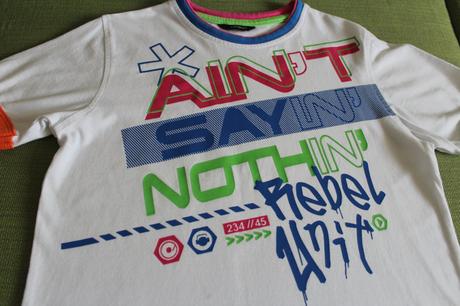 *AIN'T
SAYIN'
NOTHIN'
Rebel
Unit
234//45
>>>>>